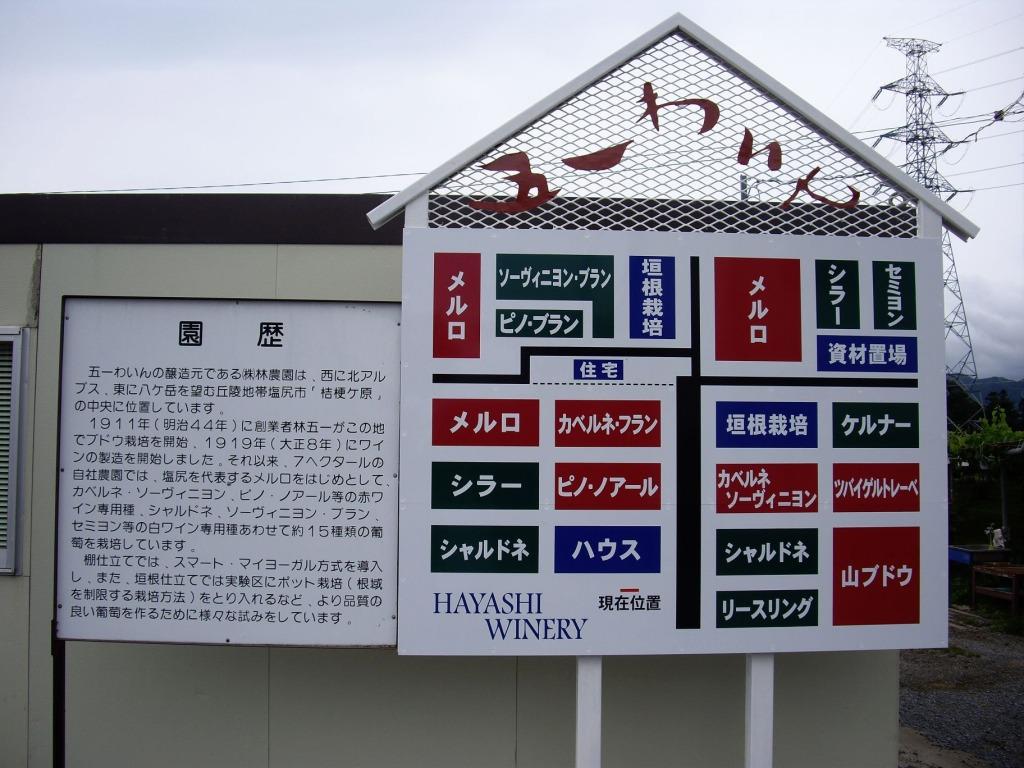 五一わいん
園歴
五一わいんの醸造元である㈱林農園は、西に北アル
プス、東に八ケ岳を望む丘陵地帯塩尻市「桔梗ケ原」
の中央に位置しています。
1911年(明治44年)に創業者林五一がこの地
でブドウ栽培を開始、1919年(大正8年)にワイ
ンの製造を開始しました。それ以来、7ヘクタールの
自社農園では、塩尻を代表するメルロをはじめとして、
カベルネ・ソーヴィニヨン、ピノ・ノアール等の赤ワ
イン専用種、シャルドネ、ソーヴィニヨン・ブラン、
セミヨン等の白ワイン専用種あわせて約15種類の葡
萄を栽培しています。
棚仕立てでは、スマート・マイヨーガル方式を導入
し、また、垣根仕立てでは実験区にポット栽培(根域
を制限する栽培方法)をとり入れるなど、より品質の
良い葡萄を作るために様々な試みをしています。
メルロ
ソーヴィニヨン・ブラン
ピノ・ブラン
垣根栽培
メルロ
シラー
セミヨン
資材置場
住宅
メルロ
カベルネ・フラン
垣根栽培
ケルナー
シラー
ピノ・ノアール
カベルネ
ソーヴィニヨン
ツバイゲルトレーベ
シャルドネ
ハウス
シャルドネ
山ブドウ
リースリング
現在位置
HAYASHI
WINERY